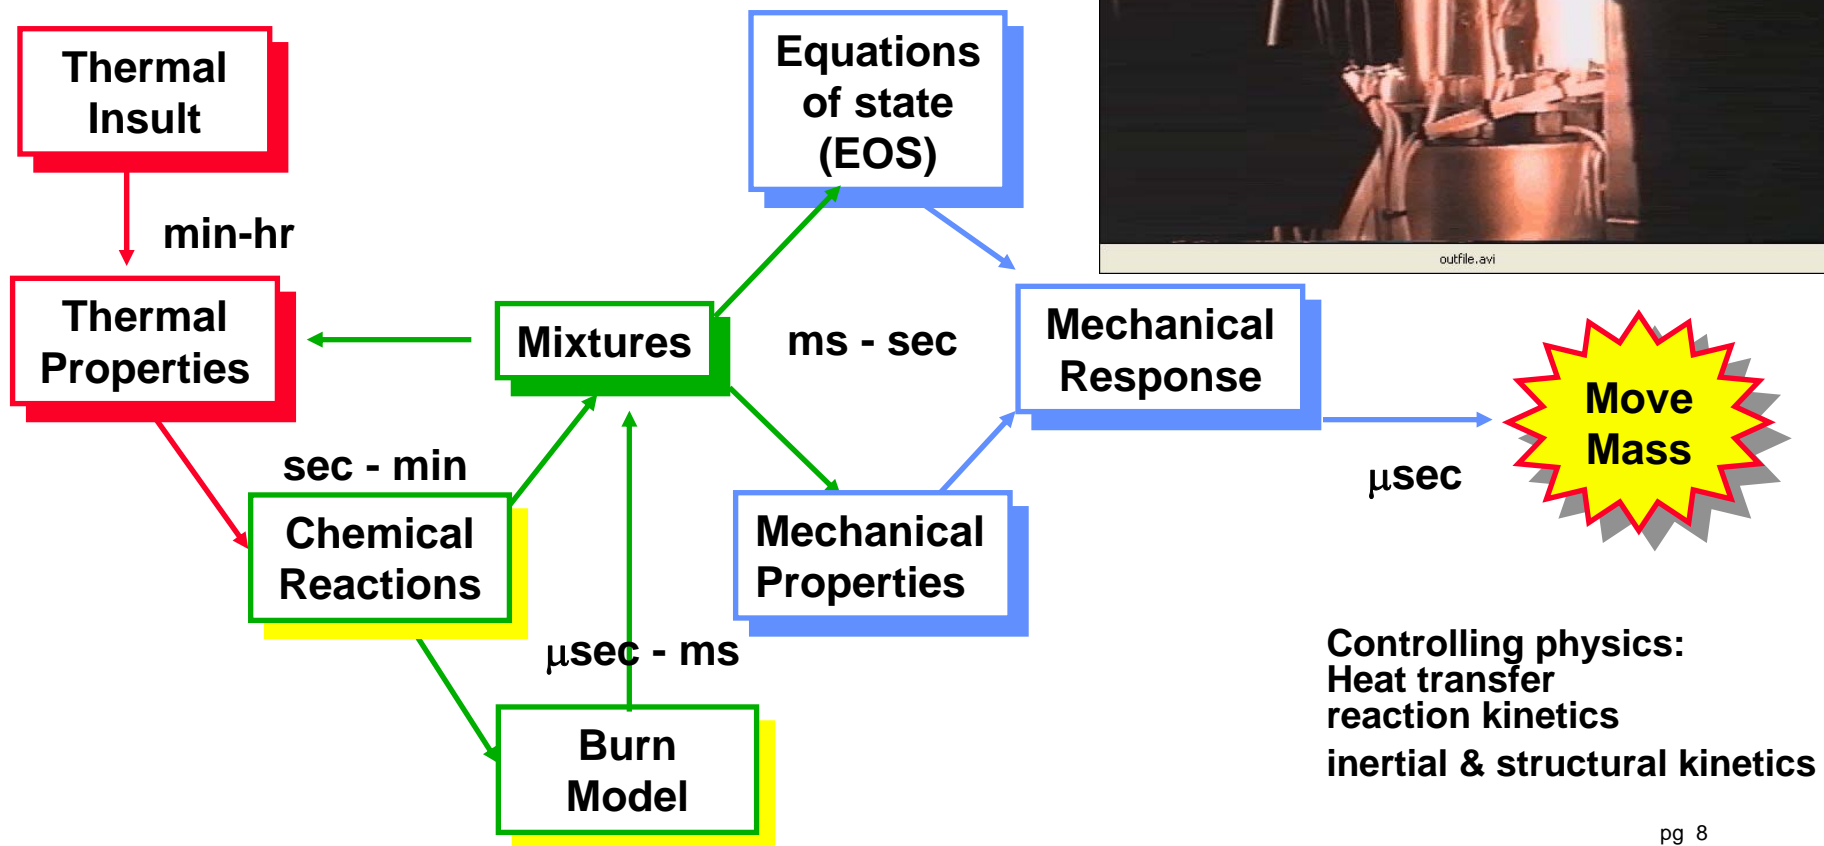 Thermal
Insult
min-hr
Thermal
Properties
sec - min
Chemical
Reactions
Mixtures
μsec - ms
Burn
Model
Equations
of state
(EOS)
ms - sec
Mechanical
Properties
Mechanical
Response
outfile.avi
Move
Mass
μsec
Controlling physics:
Heat transfer
reaction kinetics
inertial & structural kinetics
pg 8